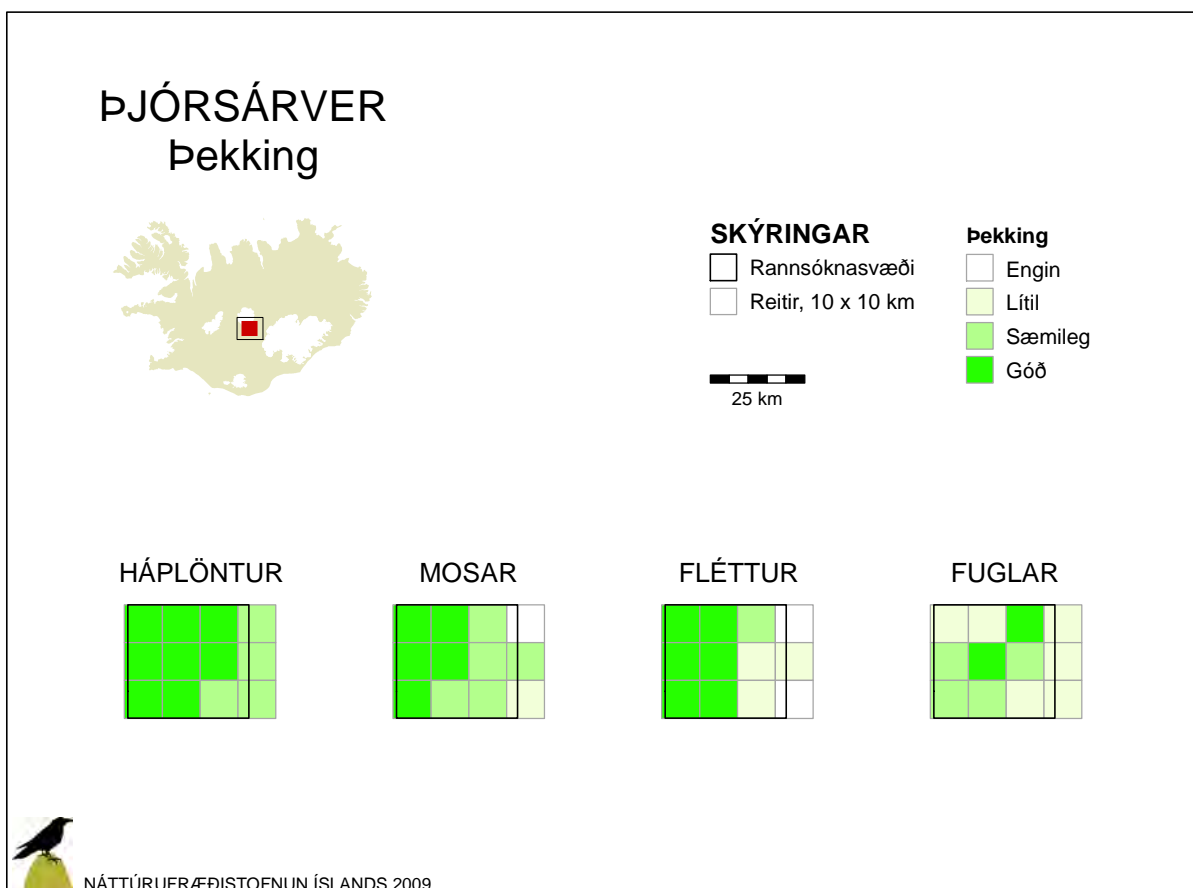 ÞJÓRSÁRVER
Þekking
SKÝRINGAR
Rannsóknasvæði
Reitir, 10 x 10 km
25 km
Þekking
Engin
Lítil
Sæmileg
Góð
HÁPLÖNTUR
MOSAR
FLÉTTUR
FUGLAR
NÁTTÚRUFRÆÐISTOFNUN ÍSLANDS 2009